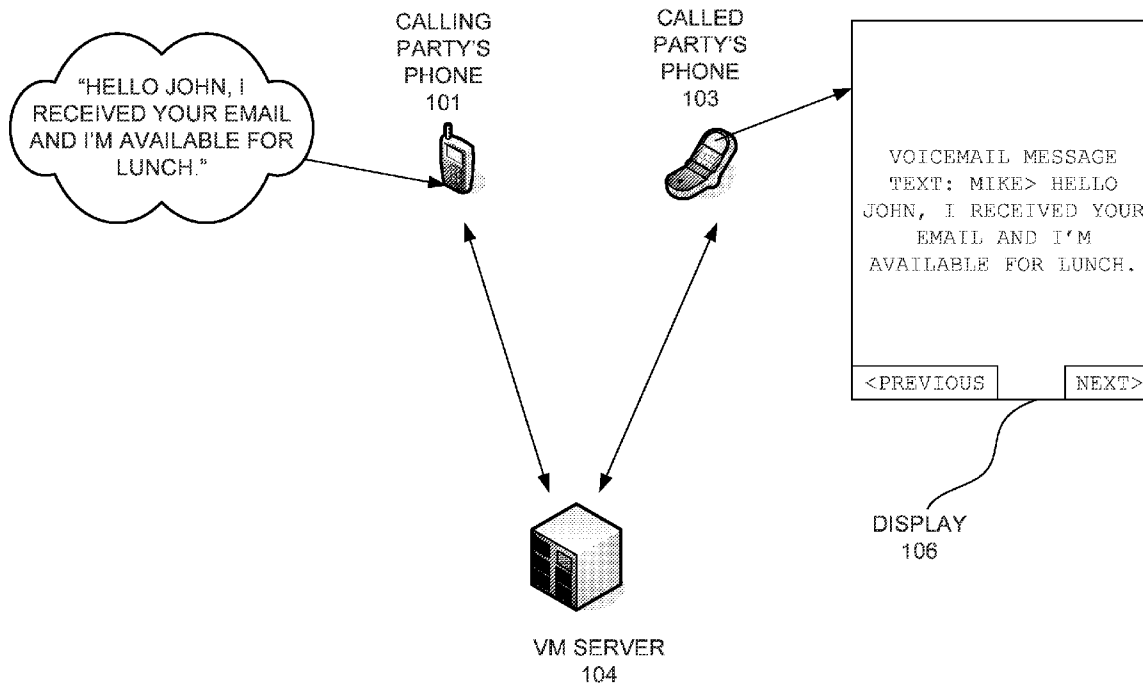 "HELLO JOHN, I
RECEIVED YOUR EMAIL
AND I'M AVAILABLE FOR
LUNCH."
CALLING
PARTY'S
PHONE
101
CALLED
PARTY'S
PHONE
103
VOICEMAIL MESSAGE
TEXT: MIKE> HELLO
JOHN, I RECEIVED YOUR
EMAIL AND I'M
AVAILABLE FOR LUNCH.
<PREVIOUS
NEXT>
DISPLAY
106
VM SERVER
104